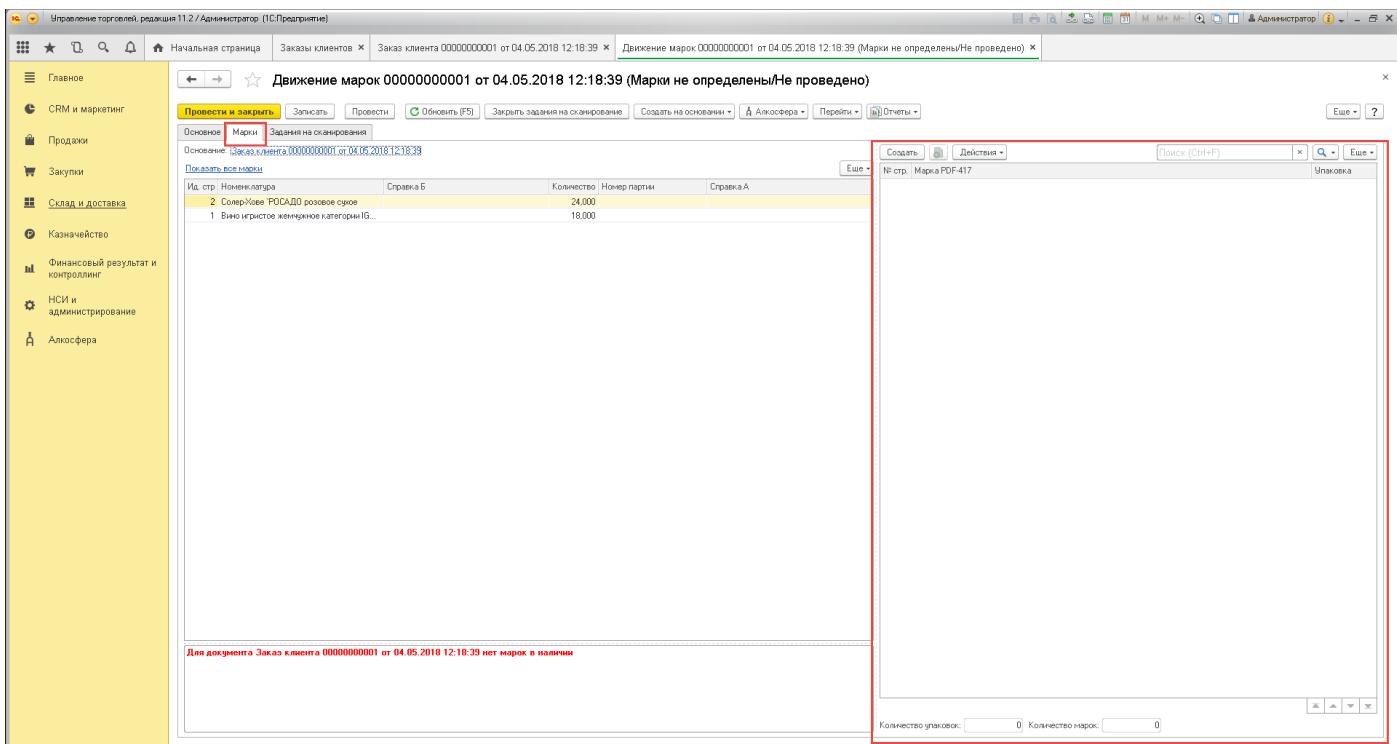 Управление торговлей, редакция 11.2 / Администратор (1С:Предприятие)
M M+ M- Администратор
Начальная страница Заказы клиентов × Заказ клиента 00000000001 от 04.05.2018 12:18:39 × Движение марок 00000000001 от 04.05.2018 12:18:39 (Марки не определены/Не проведено) ×
Главное
CRM и маркетинг
Продажи
Закупки
Склад и доставка
Казначейство
Финансовый результат и
контроллинг
НСИ и
администрирование
Алкосфера
Движение марок 00000000001 от 04.05.2018 12:18:39 (Марки не определены/Не проведено)
Провести и закрыть Записать Провести Обновить (F5) Закрыть задания на сканирование Создать на основании Алкосфера Перейти Отчеты Еще ?
Основное Марки Задания на сканирования
Основание: Заказ клиента 00000000001 от 04.05.2018 12:18:39
Показать все марки Еще
Ид. стр Номенклатура Справка Б Количество Номер партии Справка А
2 Солер-Хове 'РОСАДО розовое сухое 24,000
1 Вино игристое жемчужное категории IG... 18,000
Для документа Заказ клиента 00000000001 от 04.05.2018 12:18:39 нет марок в наличии
Создать Действия Поиск (Ctrl+F) × Еще
№ стр. Марка PDF-417 Упаковка
Количество упаковок: 0 Количество марок: 0